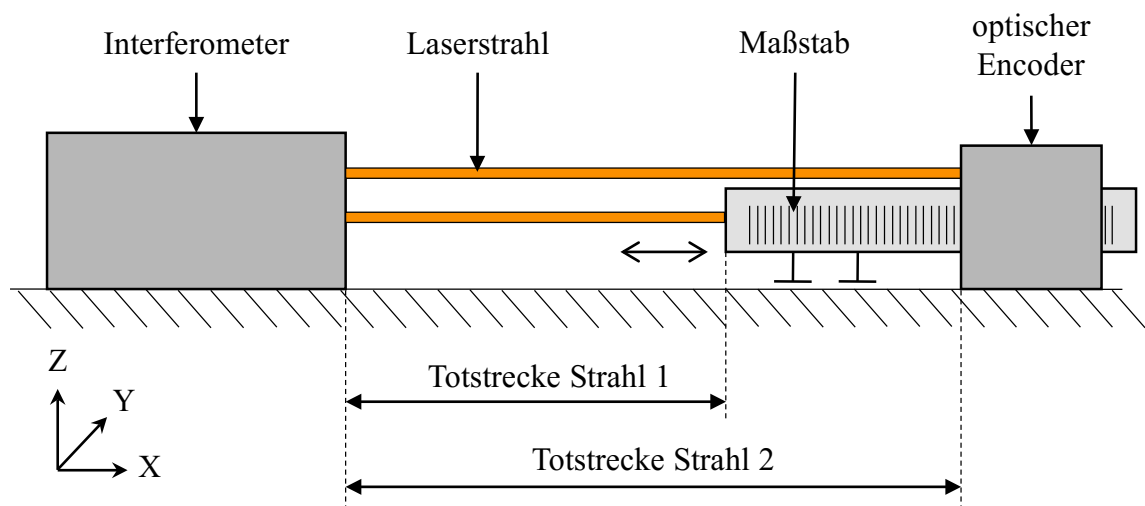 Interferometer
Laserstrahl
Maßstab
optischer
Encoder
Totstrecke Strahl 1
Totstrecke Strahl 2
Z
Y
X